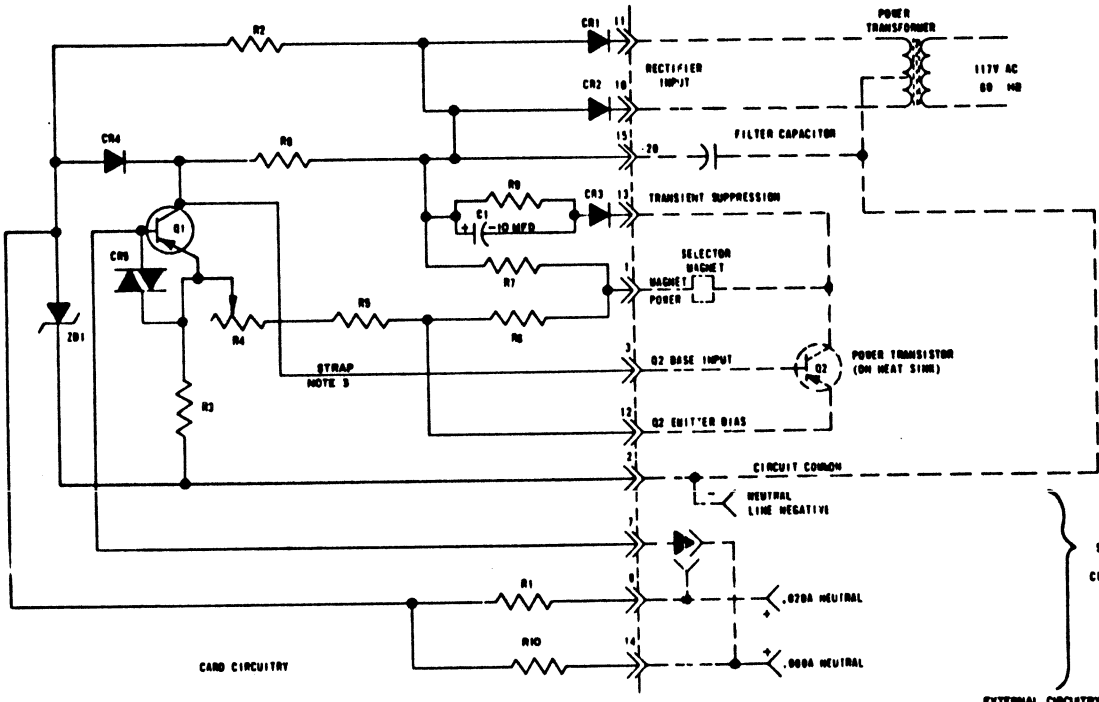 R2
CR1
11
POWER
TRANSFORMER
RECTIFIER
INPUT
117V AC
CR2
CR4
R8
15
20
FILTER CAPACITOR
R9
CR3
13
TRANSIENT SUPPRESSION
C1
+
10 MFD
Q1
CR5
SELECTOR
MAGNET
R7
1
MAGNET
POWER
R5
R6
R4
ZD1
STRAP
NOTE 3
3
Q2 BASE INPUT
Q2
POWER TRANSISTOR
(ON HEAT SINK)
R3
12
Q2 EMITTER BIAS
2
CIRCUIT COMMON
-
NEUTRAL
LINE NEGATIVE
7
R1
.020A NEUTRAL
+
R10
14
+
NEUTRAL
CARD CIRCUITRY
EXTERNAL CIRCUITRY